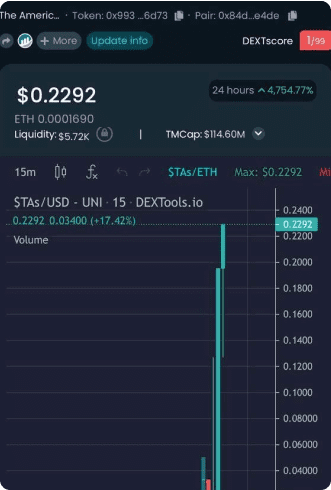 The Americ... · Token: 0x993 ...6d73 · Pair: 0x84d...e4de
+ More Update info DEXTscore 1/99
$0.2292 24 hours 4,754.77%
ETH 0.0001690
Liquidity: $5.72K | TMCap: $114.60M
15m $TAs/ETH Max: $0.2292 Mi
$TAs/USD - UNI · 15 · DEXTools.io
0.2292 0.03400 (+17.42%)
Volume
0.2400
0.2292
0.2200
0.2000
0.1800
0.1600
0.1400
0.1200
0.1000
0.08000
0.06000
0.04000